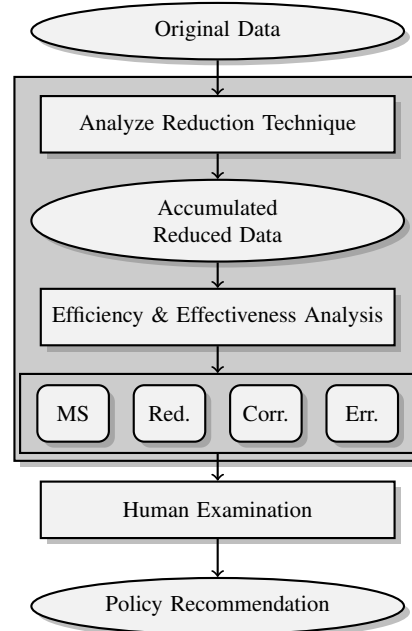 Original Data
Analyze Reduction Technique
Accumulated
Reduced Data
Efficiency & Effectiveness Analysis
MS
Red.
Corr.
Err.
Human Examination
Policy Recommendation